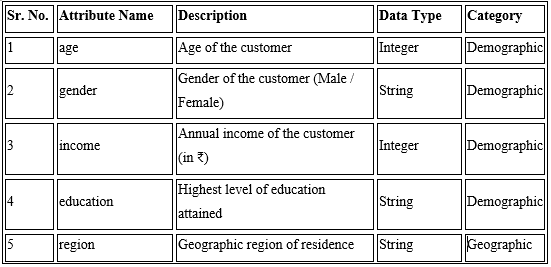 Sr. No. Attribute Name Description Data Type Category
1 age Age of the customer Integer Demographic
2 gender Gender of the customer (Male / Female) String Demographic
3 income Annual income of the customer (in ₹) Integer Demographic
4 education Highest level of education attained String Demographic
5 region Geographic region of residence String Geographic